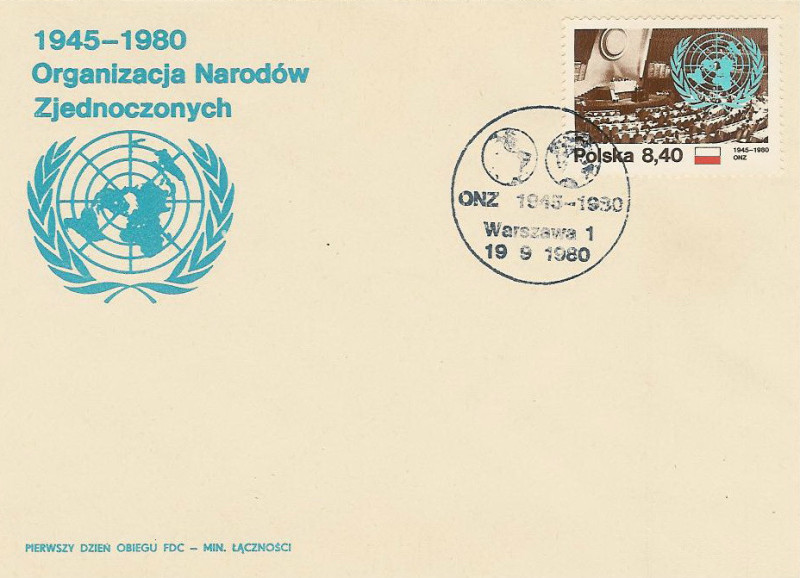 1945–1980
Organizacja Narodów
Zjednoczonych
Polska 8,40
1945–1980
ONZ
ONZ 1945–1980
Warszawa 1
19 9 1980
PIERWSZY DZIEŃ OBIEGU FDC – MIN. ŁĄCZNOŚCI